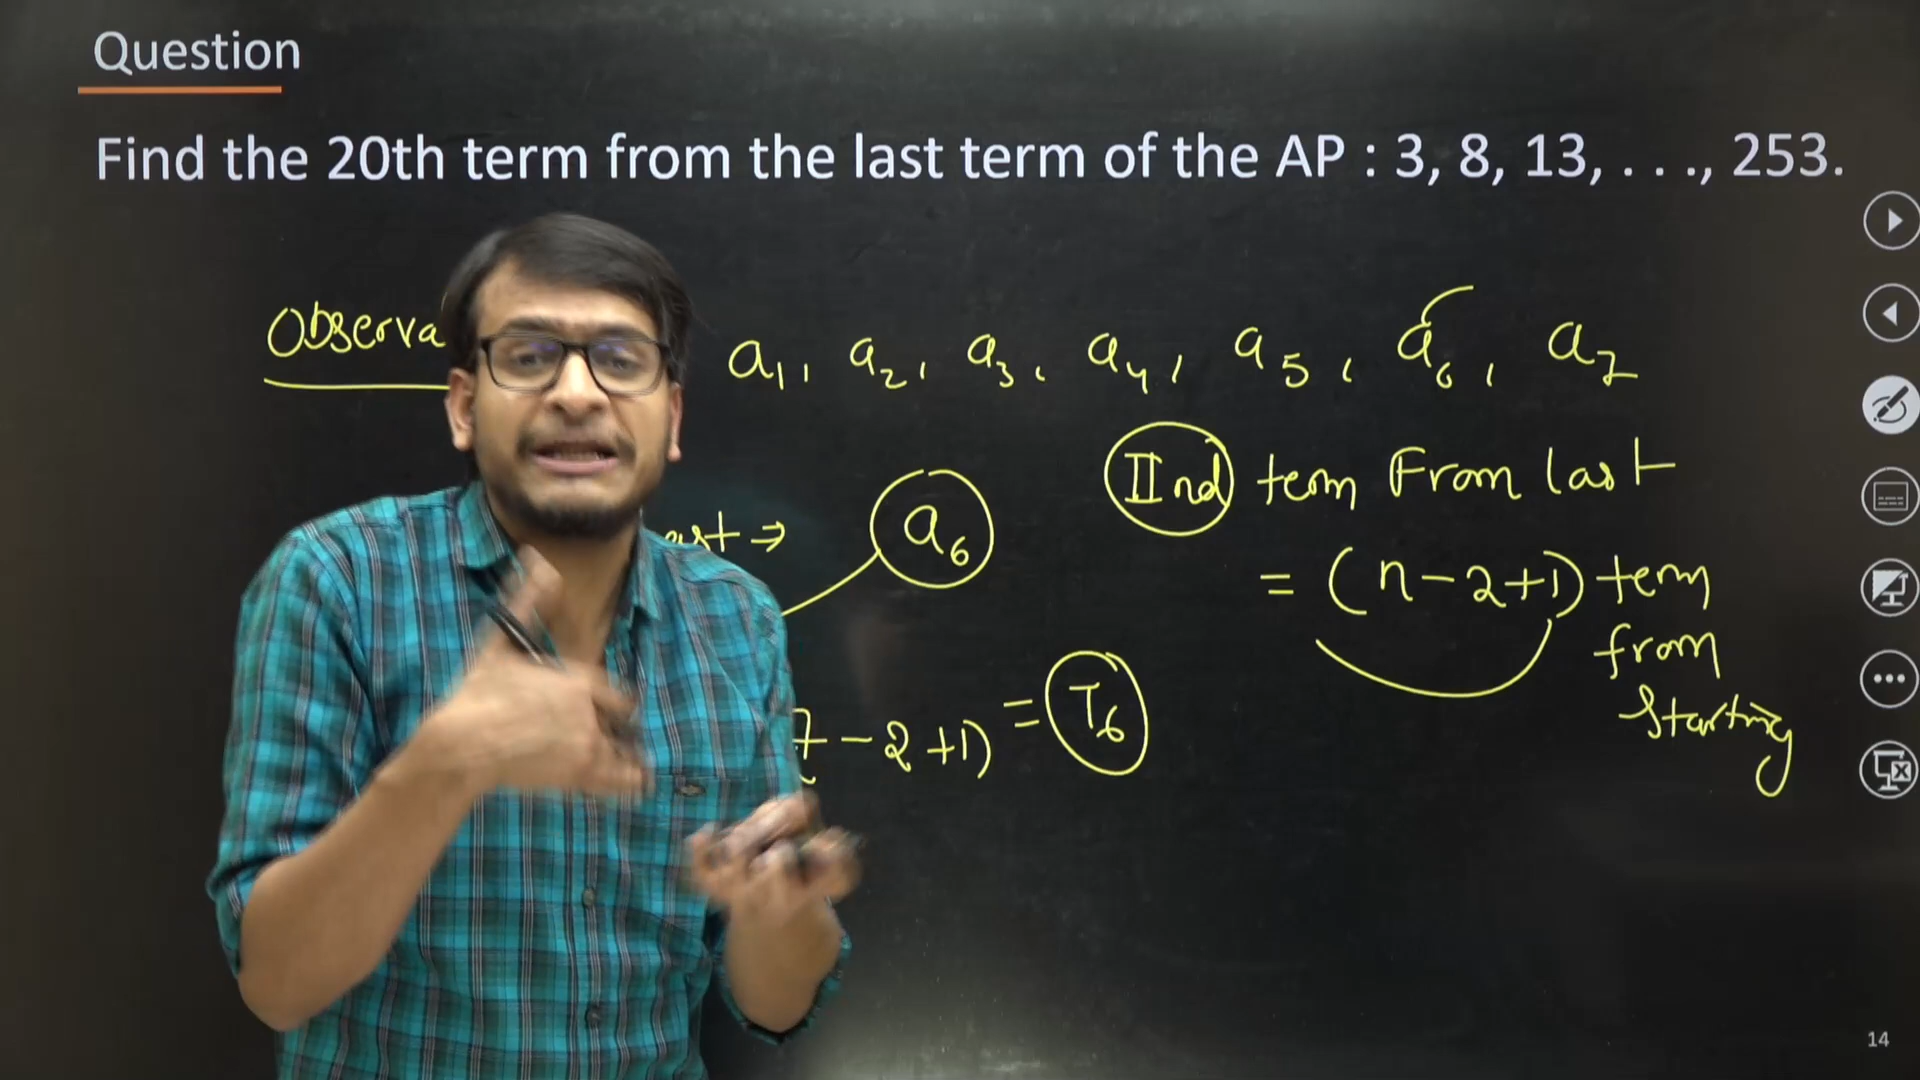 Question
Find the 20th term from the last term of the AP : 3, 8, 13, . . ., 253.
Observa
a₁, a₂, a₃, a₄, a₅, a₆, a₇
IInd term From last
⇒ a₆
= (n-2+1) term
from
starting
7-2+1) = T₆
14